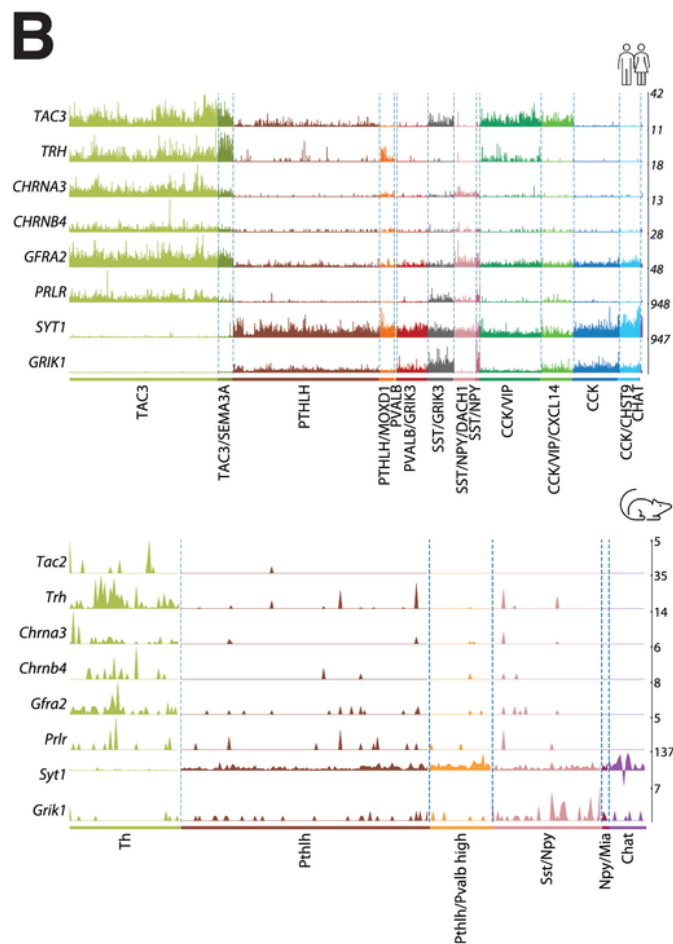 B
42
TAC3
11
TRH
18
CHRNA3
13
CHRNB4
28
GFRA2
48
PRLR
948
SYT1
947
GRIK1
TAC3
TAC3/SEMA3A
PTHLH
PTHLH/MOXD1
PVALB
PVALB/GRIK3
SST/GRIK3
SST/NPY/DACH1
SST/NPY
CCK/VIP
CCK/VIP/CXCL14
CCK
CCK/CHST9
CHAT
5
Tac2
35
Trh
14
Chrna3
6
Chrnb4
8
Gfra2
5
Prlr
137
Syt1
7
Grik1
Th
Pthlh
Pthlh/Pvalb high
Sst/Npy
Npy/Mia
Chat